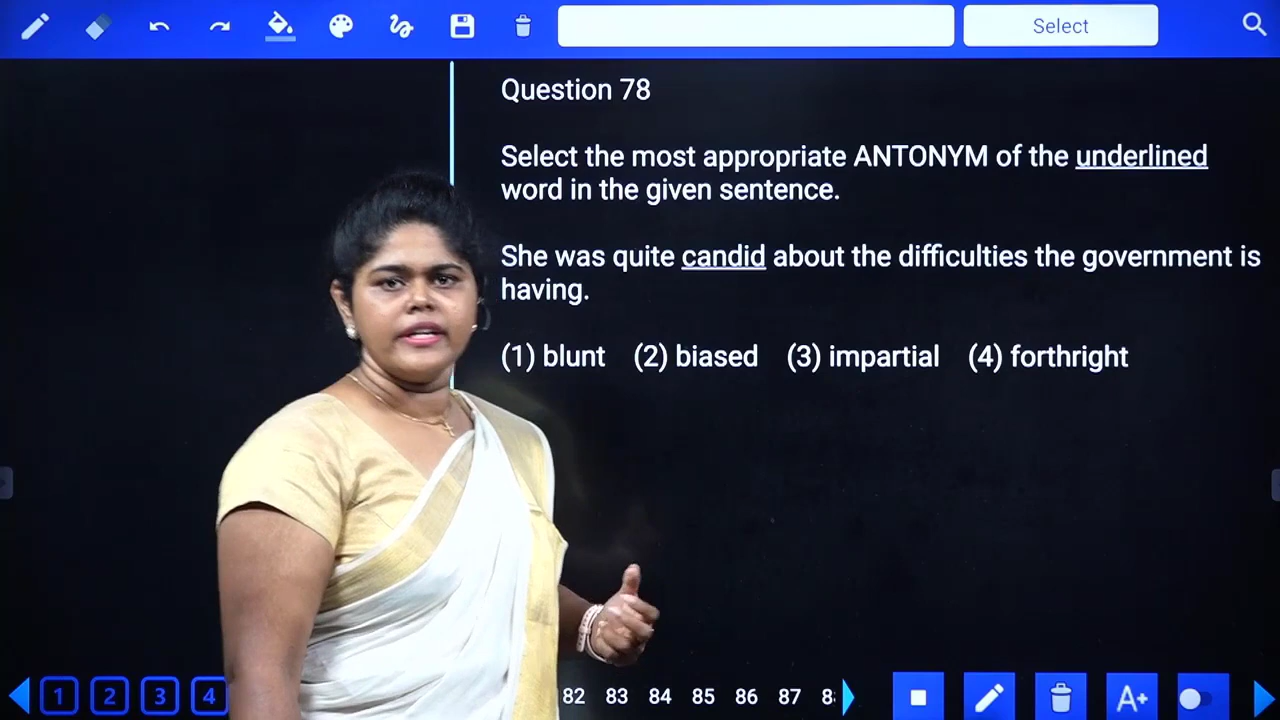 Select
Question 78
Select the most appropriate ANTONYM of the underlined
word in the given sentence.
She was quite candid about the difficulties the government is
having.
(1) blunt (2) biased (3) impartial (4) forthright
1 2 3 4 82 83 84 85 86 87 A+